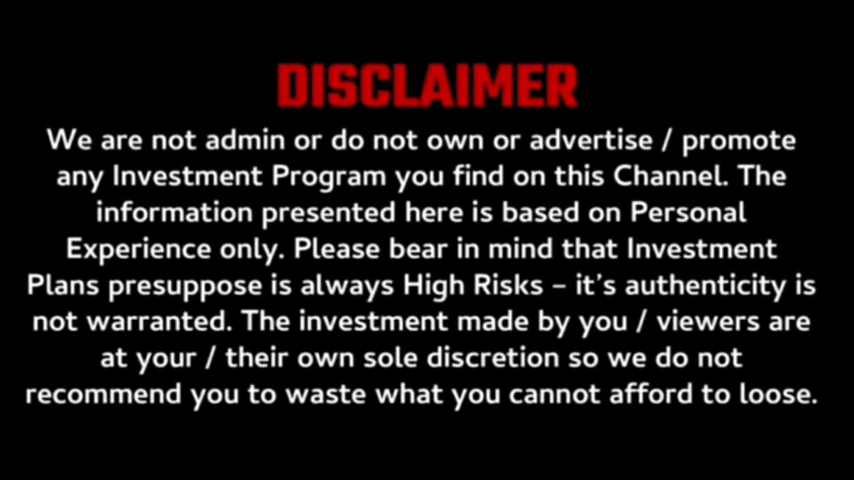 DISCLAIMER
We are not admin or do not own or advertise / promote
any Investment Program you find on this Channel. The
information presented here is based on Personal
Experience only. Please bear in mind that Investment
Plans presuppose is always High Risks – it's authenticity is
not warranted. The investment made by you / viewers are
at your / their own sole discretion so we do not
recommend you to waste what you cannot afford to loose.